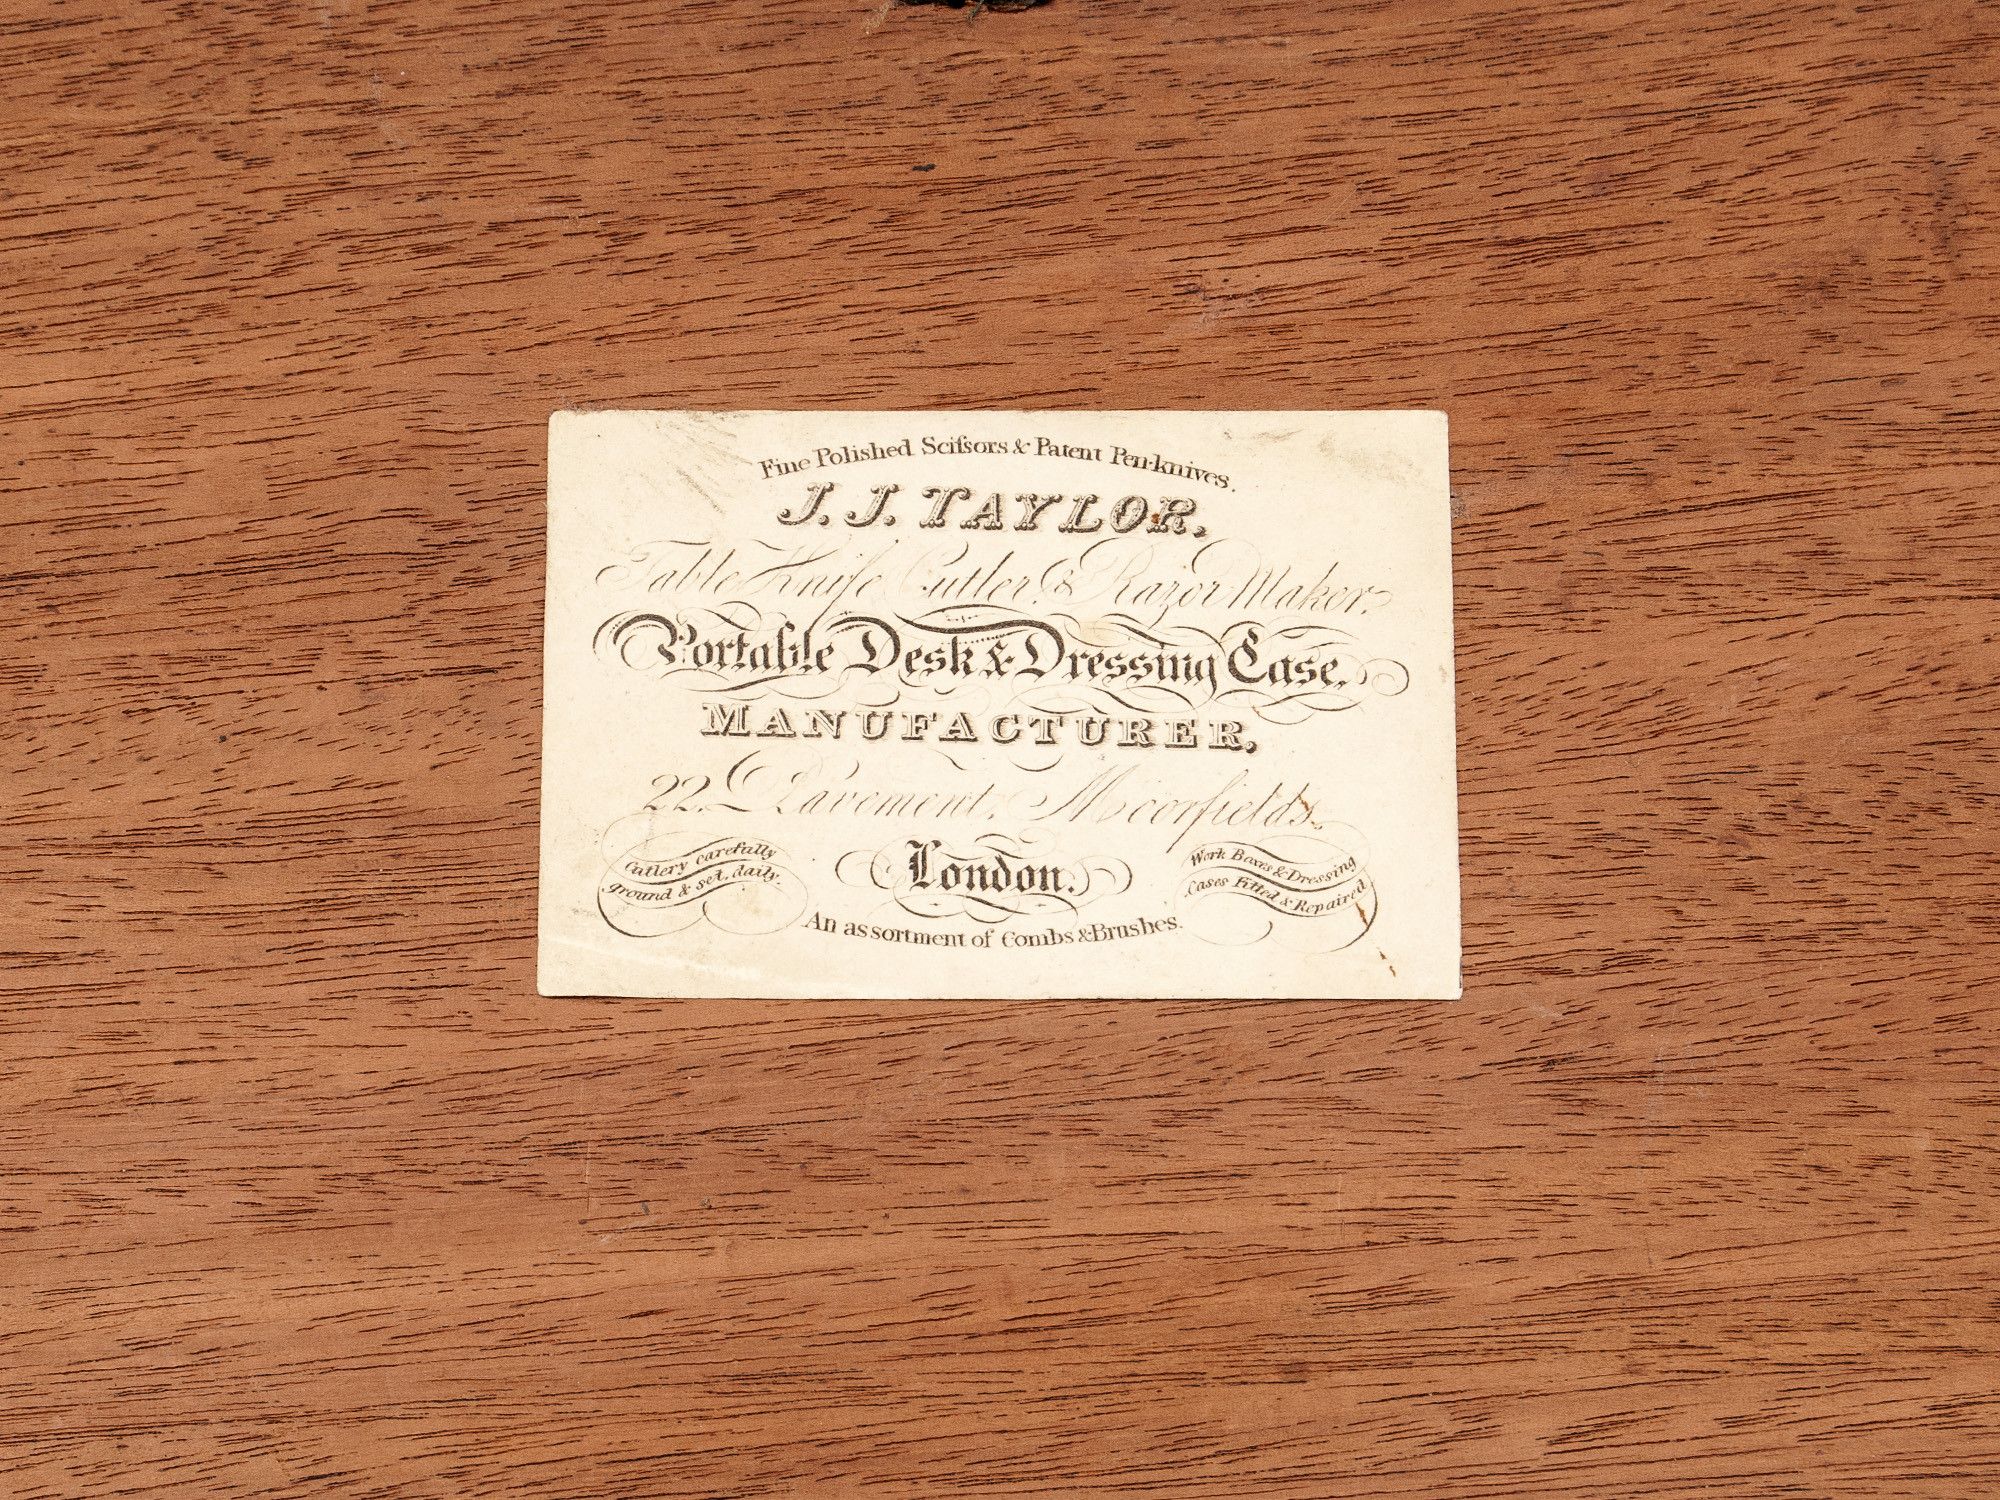 Fine Polished Scifsors & Patent Pen-knives.
J. J. TAYLOR,
Table Knife Cutler, & Razor Maker,
Portable Desk & Dressing Case,
MANUFACTURER,
22, Pavement, Moorfields,
London.
Cutlery carefully
ground & set, daily.
Work Boxes & Dressing
Cases Fitted & Repaired
An assortment of Combs & Brushes.